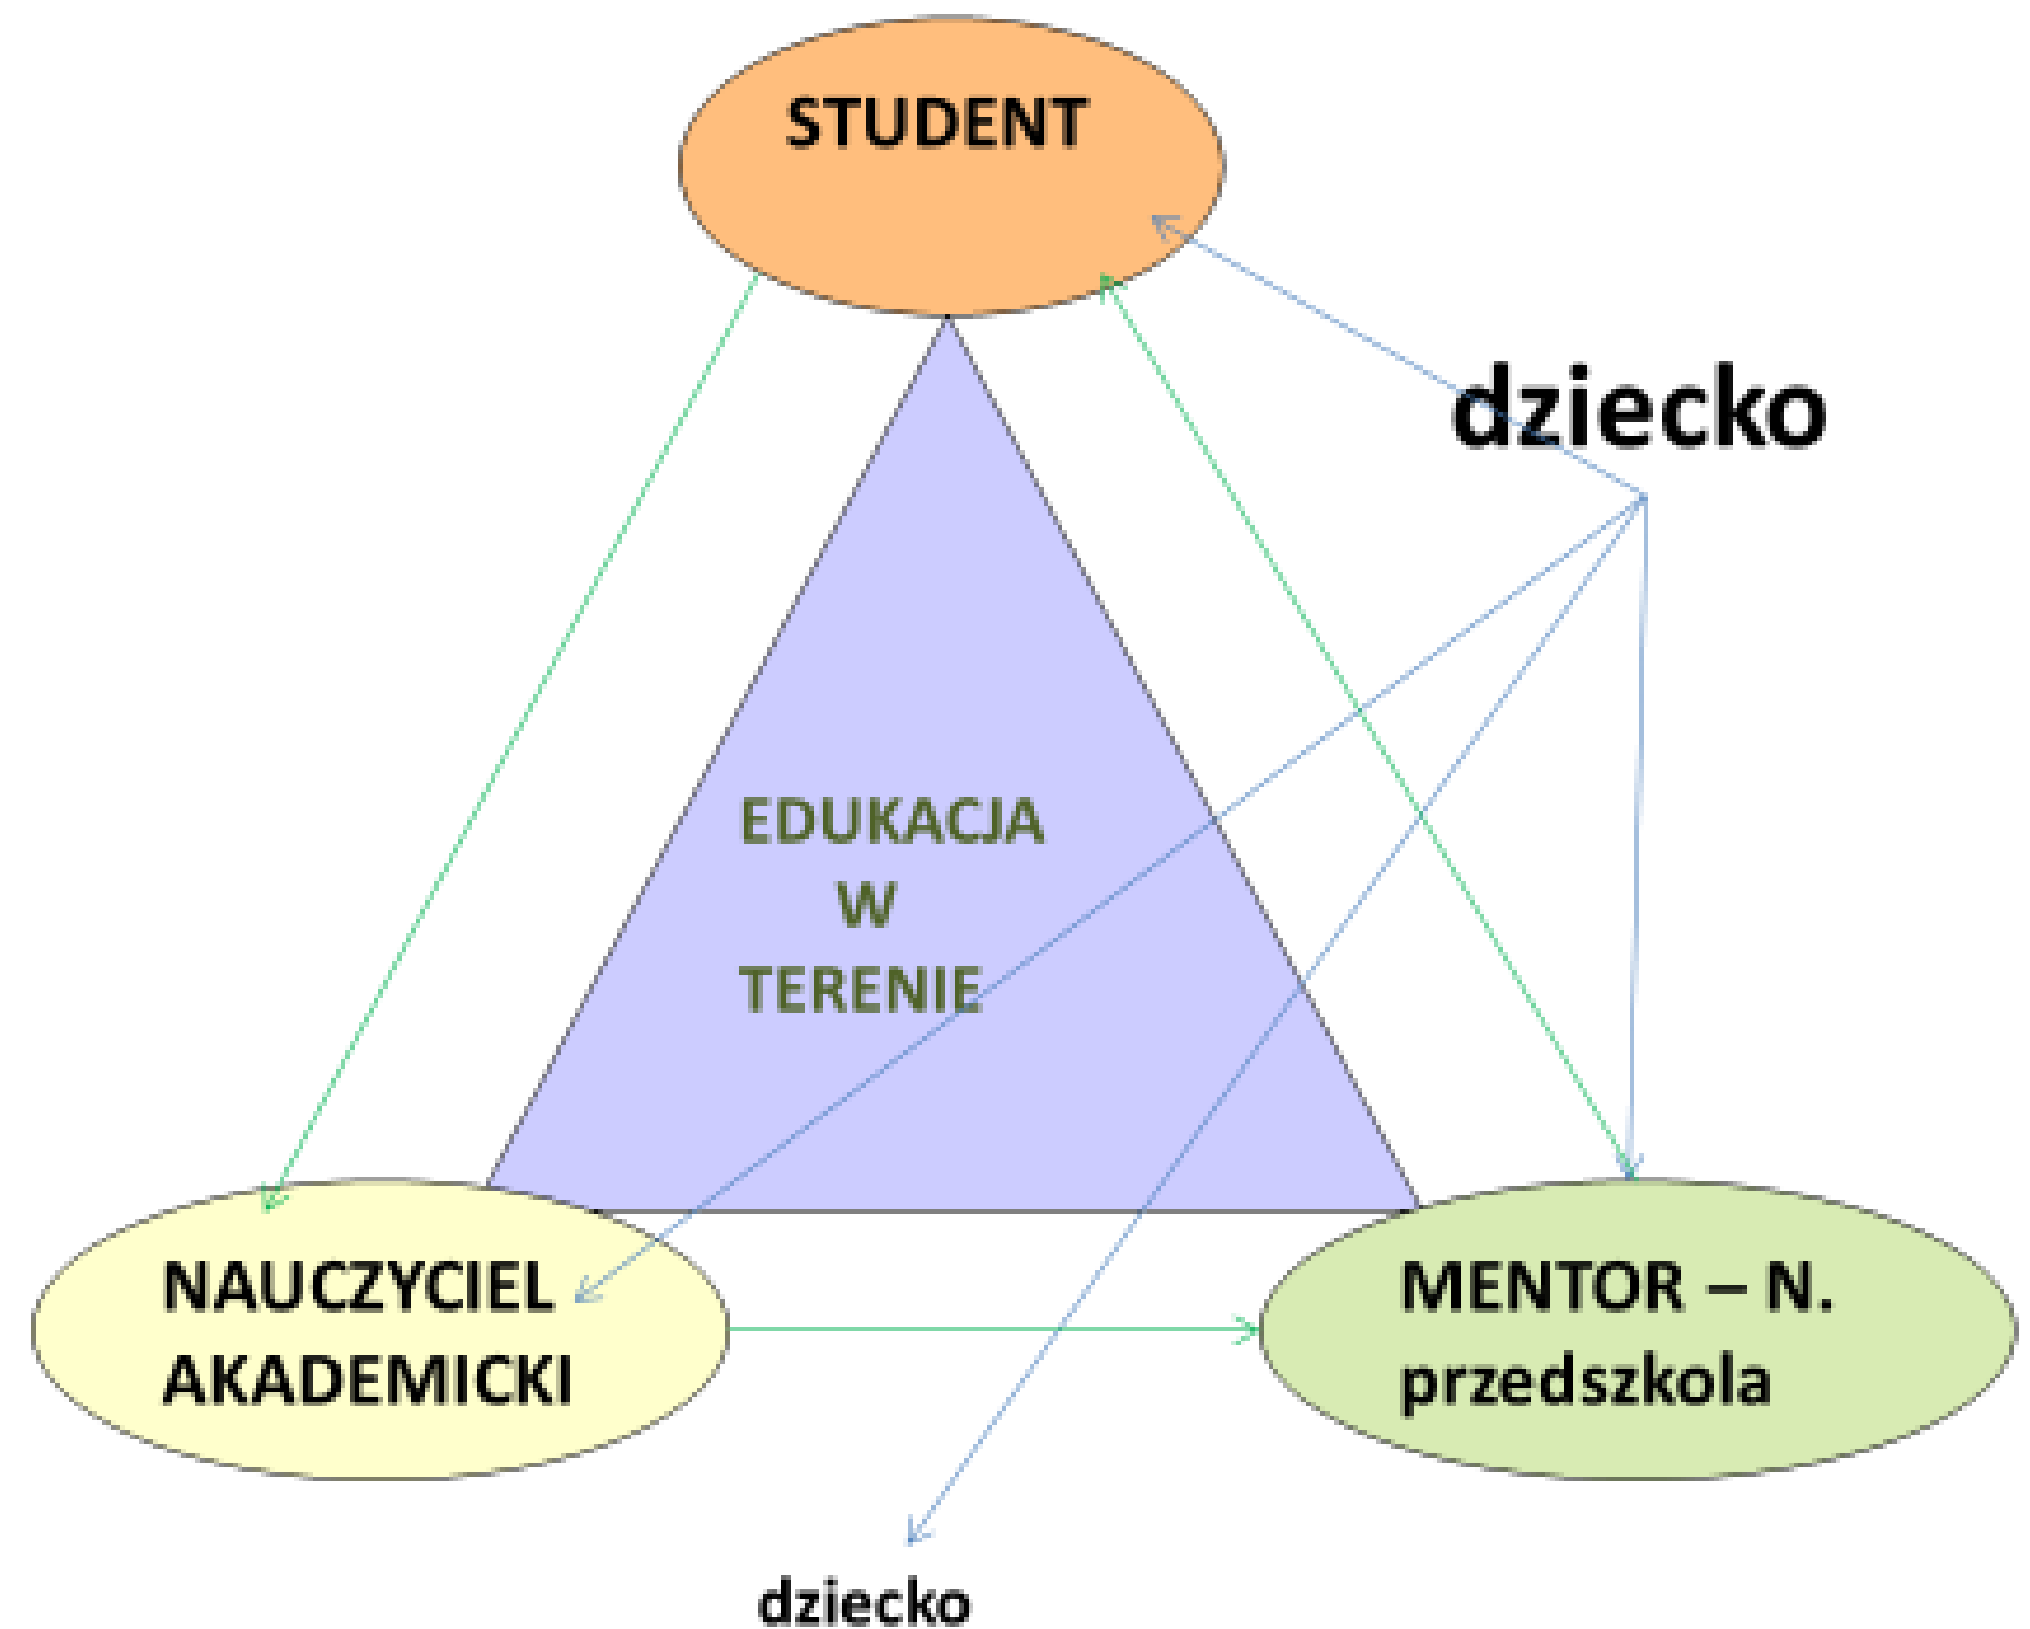 STUDENT
dziecko
EDUKACJA
W
TERENIE
NAUCZYCIEL
AKADEMICKI
MENTOR – N.
przedszkola
dziecko